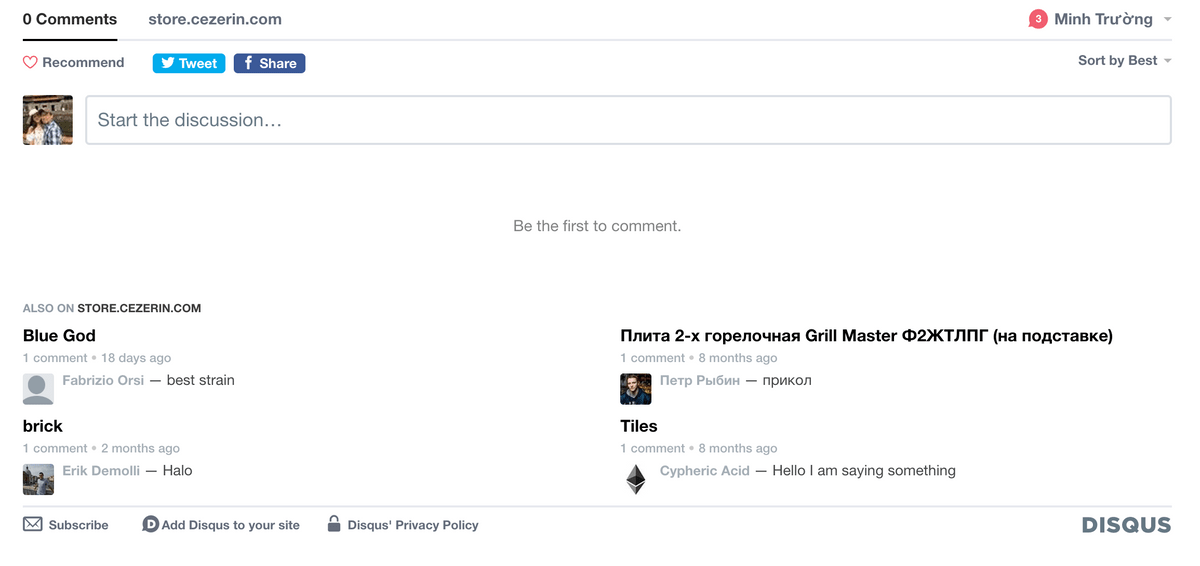 0 Comments store.cezerin.com 3 Minh Trường
Recommend Tweet Share Sort by Best
Start the discussion…
Be the first to comment.
ALSO ON STORE.CEZERIN.COM
Blue God
1 comment • 18 days ago
Fabrizio Orsi — best strain
Плита 2-х горелочная Grill Master Ф2ЖТЛПГ (на подставке)
1 comment • 8 months ago
Петр Рыбин — прикол
brick
1 comment • 2 months ago
Erik Demolli — Halo
Tiles
1 comment • 8 months ago
Cypheric Acid — Hello I am saying something
Subscribe D Add Disqus to your site Disqus' Privacy Policy DISQUS